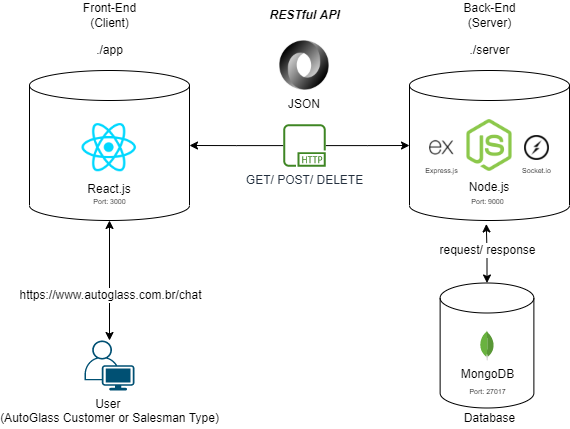 Front-End
(Client)
./app
RESTful API
Back-End
(Server)
./server
JSON
HTTP
GET/ POST/ DELETE
React.js
Port: 3000
ex
Express.js
JS
Socket.io
Node.js
Port: 9000
request/ response
https://www.autoglass.com.br/chat
MongoDB
Port: 27017
User
(AutoGlass Customer or Salesman Type)
Database